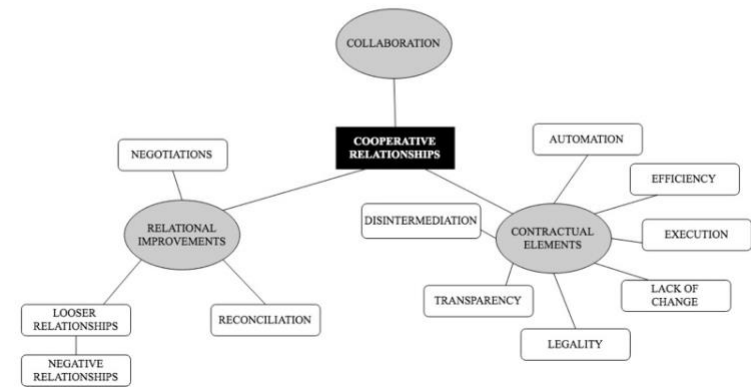 COLLABORATION
COOPERATIVE
RELATIONSHIPS
NEGOTIATIONS
AUTOMATION
EFFICIENCY
RELATIONAL
IMPROVEMENTS
DISINTERMEDIATION
CONTRACTUAL
ELEMENTS
EXECUTION
LOOSER
RELATIONSHIPS
RECONCILIATION
TRANSPARENCY
LACK OF
CHANGE
LEGALITY
NEGATIVE
RELATIONSHIPS